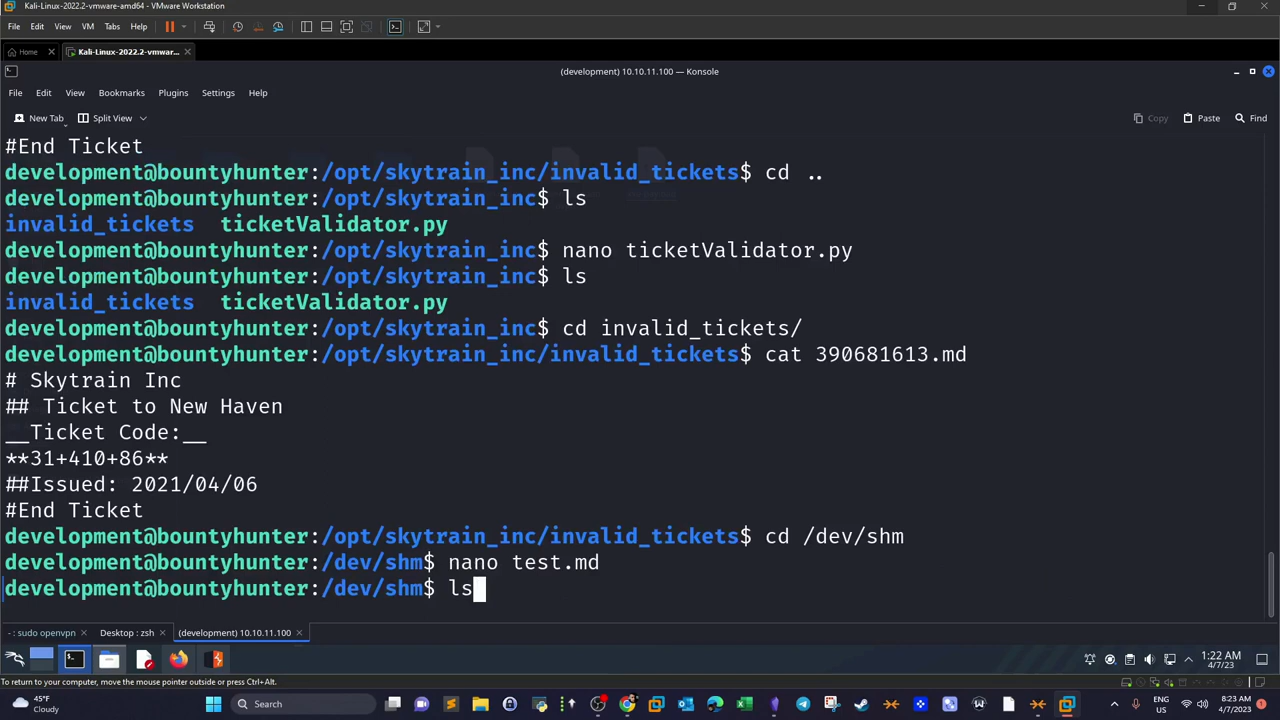 Kali-Linux-2022.2-vmware-amd64 - VMware Workstation
File Edit View VM Tabs Help
Home Kali-Linux-2022.2-vmwar...
(development) 10.10.11.100 — Konsole
File Edit View Bookmarks Plugins Settings Help
New Tab Split View Copy Paste Find
#End Ticket
development@bountyhunter:/opt/skytrain_inc/invalid_tickets$ cd ..
development@bountyhunter:/opt/skytrain_inc$ ls
invalid_tickets ticketValidator.py
development@bountyhunter:/opt/skytrain_inc$ nano ticketValidator.py
development@bountyhunter:/opt/skytrain_inc$ ls
invalid_tickets ticketValidator.py
development@bountyhunter:/opt/skytrain_inc$ cd invalid_tickets/
development@bountyhunter:/opt/skytrain_inc/invalid_tickets$ cat 390681613.md
# Skytrain Inc
## Ticket to New Haven
__Ticket Code:__
**31+410+86**
##Issued: 2021/04/06
#End Ticket
development@bountyhunter:/opt/skytrain_inc/invalid_tickets$ cd /dev/shm
development@bountyhunter:/dev/shm$ nano test.md
development@bountyhunter:/dev/shm$ ls
- : sudo openvpn Desktop : zsh (development) 10.10.11.100
1:22 AM
4/7/23
To return to your computer, move the mouse pointer outside or press Ctrl+Alt.
45°F
Cloudy
Search
ENG
US
8:23 AM
4/7/2023